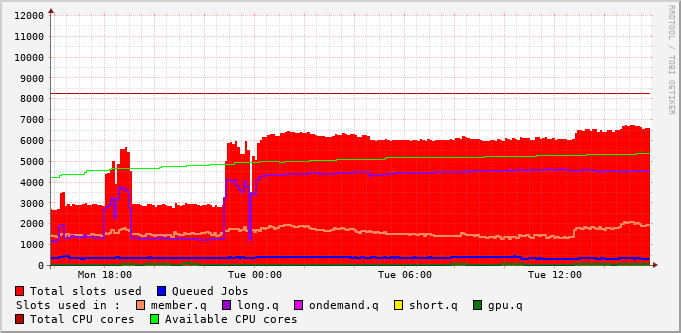 RRDTOOL / TOBI OETIKER
12000
11000
10000
9000
8000
7000
6000
5000
4000
3000
2000
1000
0
Mon 18:00 Tue 00:00 Tue 06:00 Tue 12:00
Total slots used Queued Jobs
Slots used in : member.q long.q ondemand.q short.q gpu.q
Total CPU cores Available CPU cores